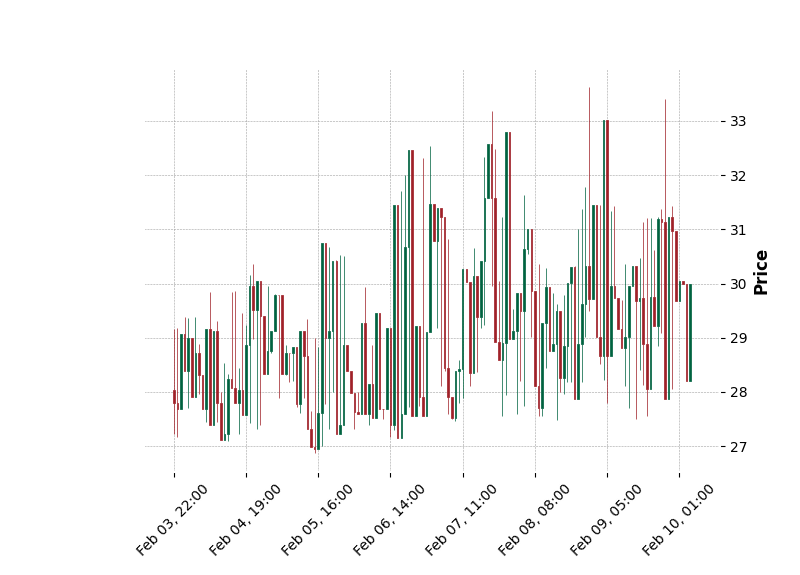 33
32
31
30
29
28
27
Price
Feb 03, 22:00
Feb 04, 19:00
Feb 05, 16:00
Feb 06, 14:00
Feb 07, 11:00
Feb 08, 08:00
Feb 09, 05:00
Feb 10, 01:00